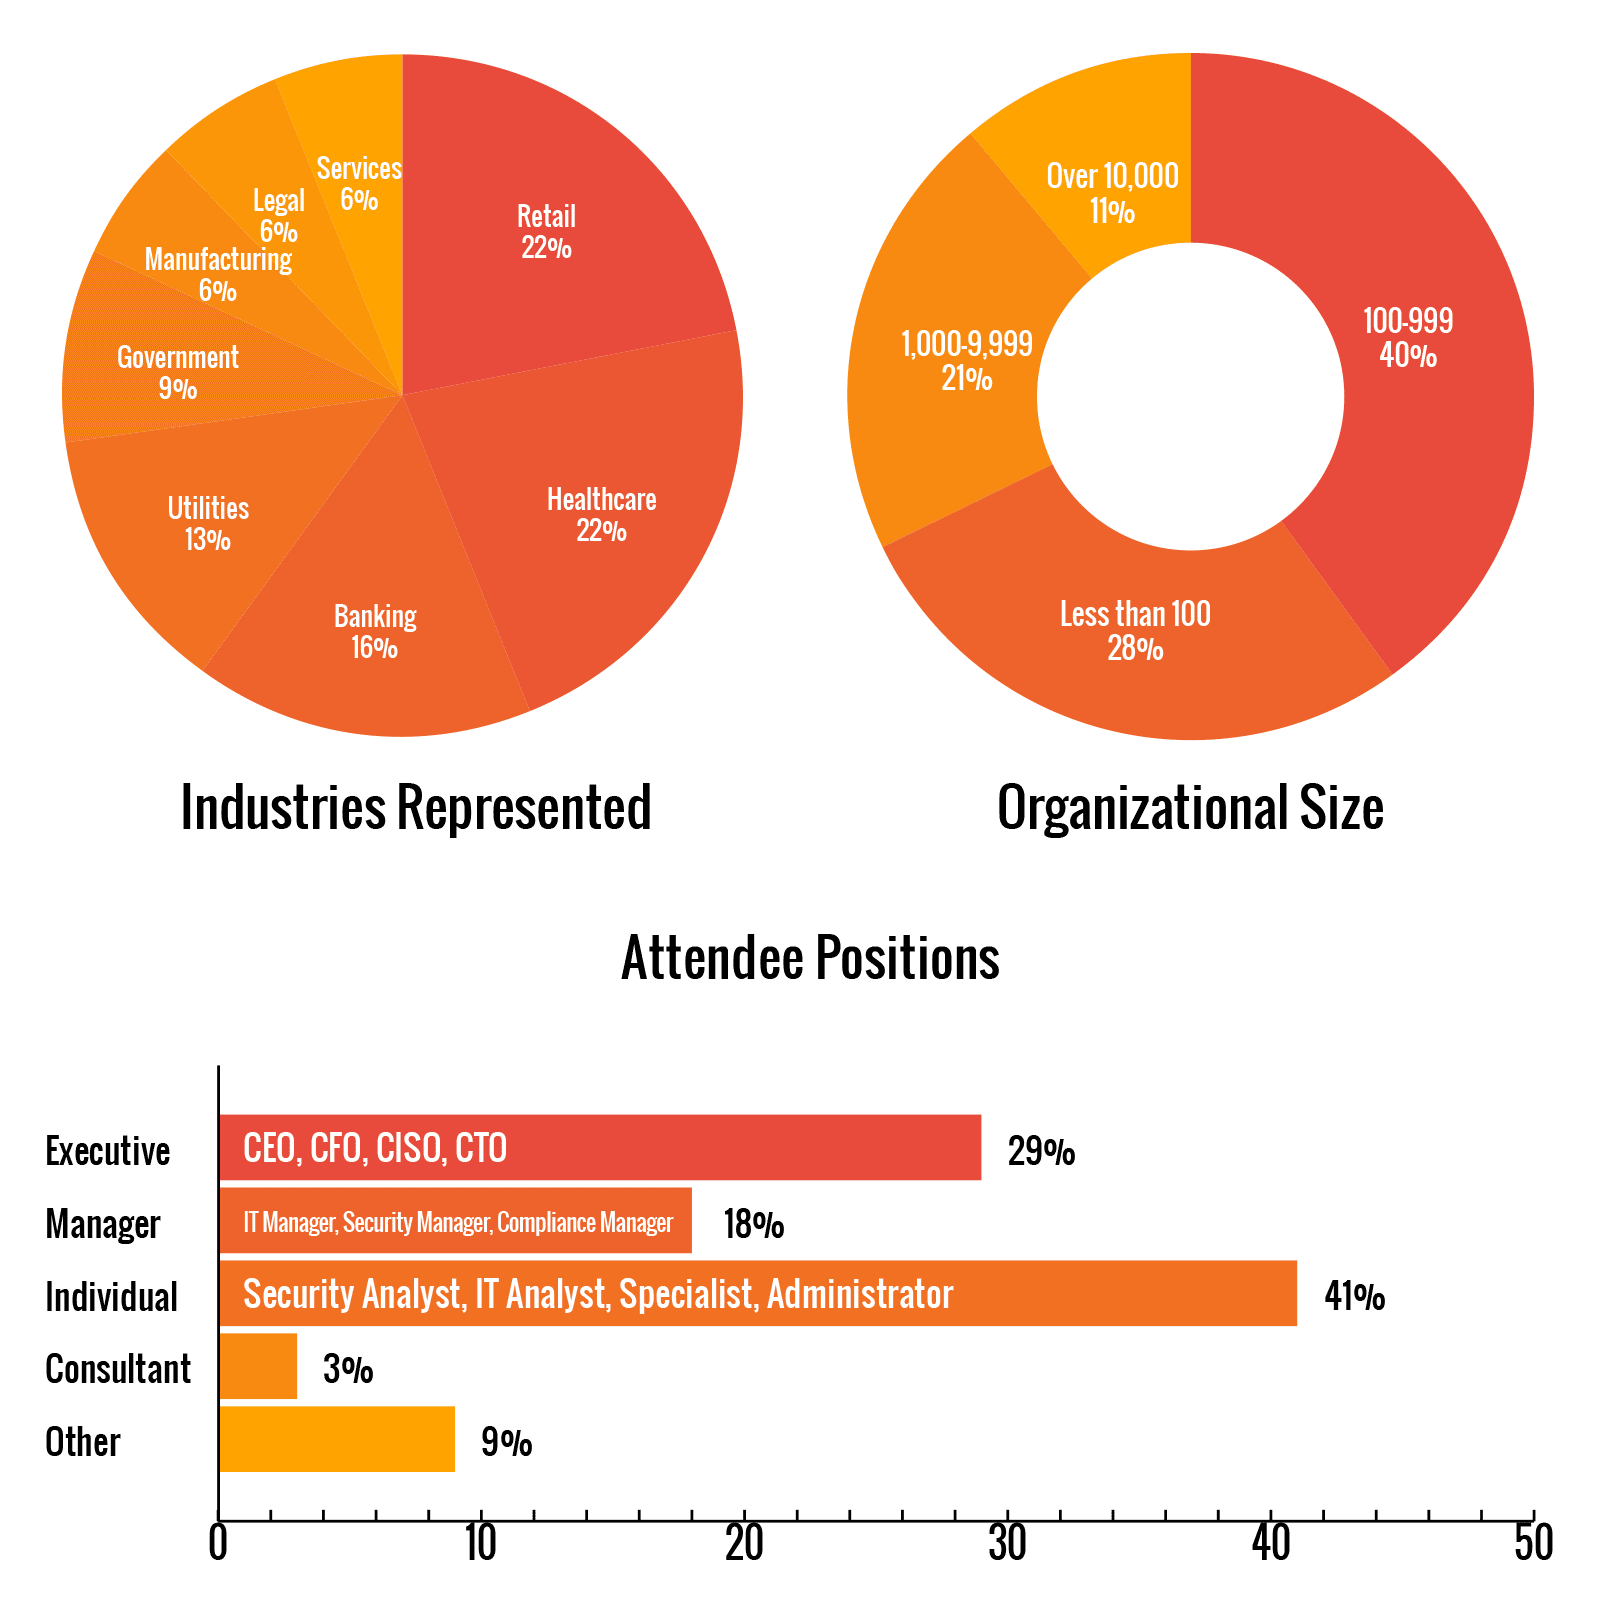 Services
6%
Legal
6%
Manufacturing
6%
Government
9%
Utilities
13%
Banking
16%
Healthcare
22%
Retail
22%
Industries Represented
Over 10,000
11%
100-999
40%
1,000-9,999
21%
Less than 100
28%
Organizational Size
Attendee Positions
Executive CEO, CFO, CISO, CTO 29%
Manager IT Manager, Security Manager, Compliance Manager 18%
Individual Security Analyst, IT Analyst, Specialist, Administrator 41%
Consultant 3%
Other 9%
0 10 20 30 40 50